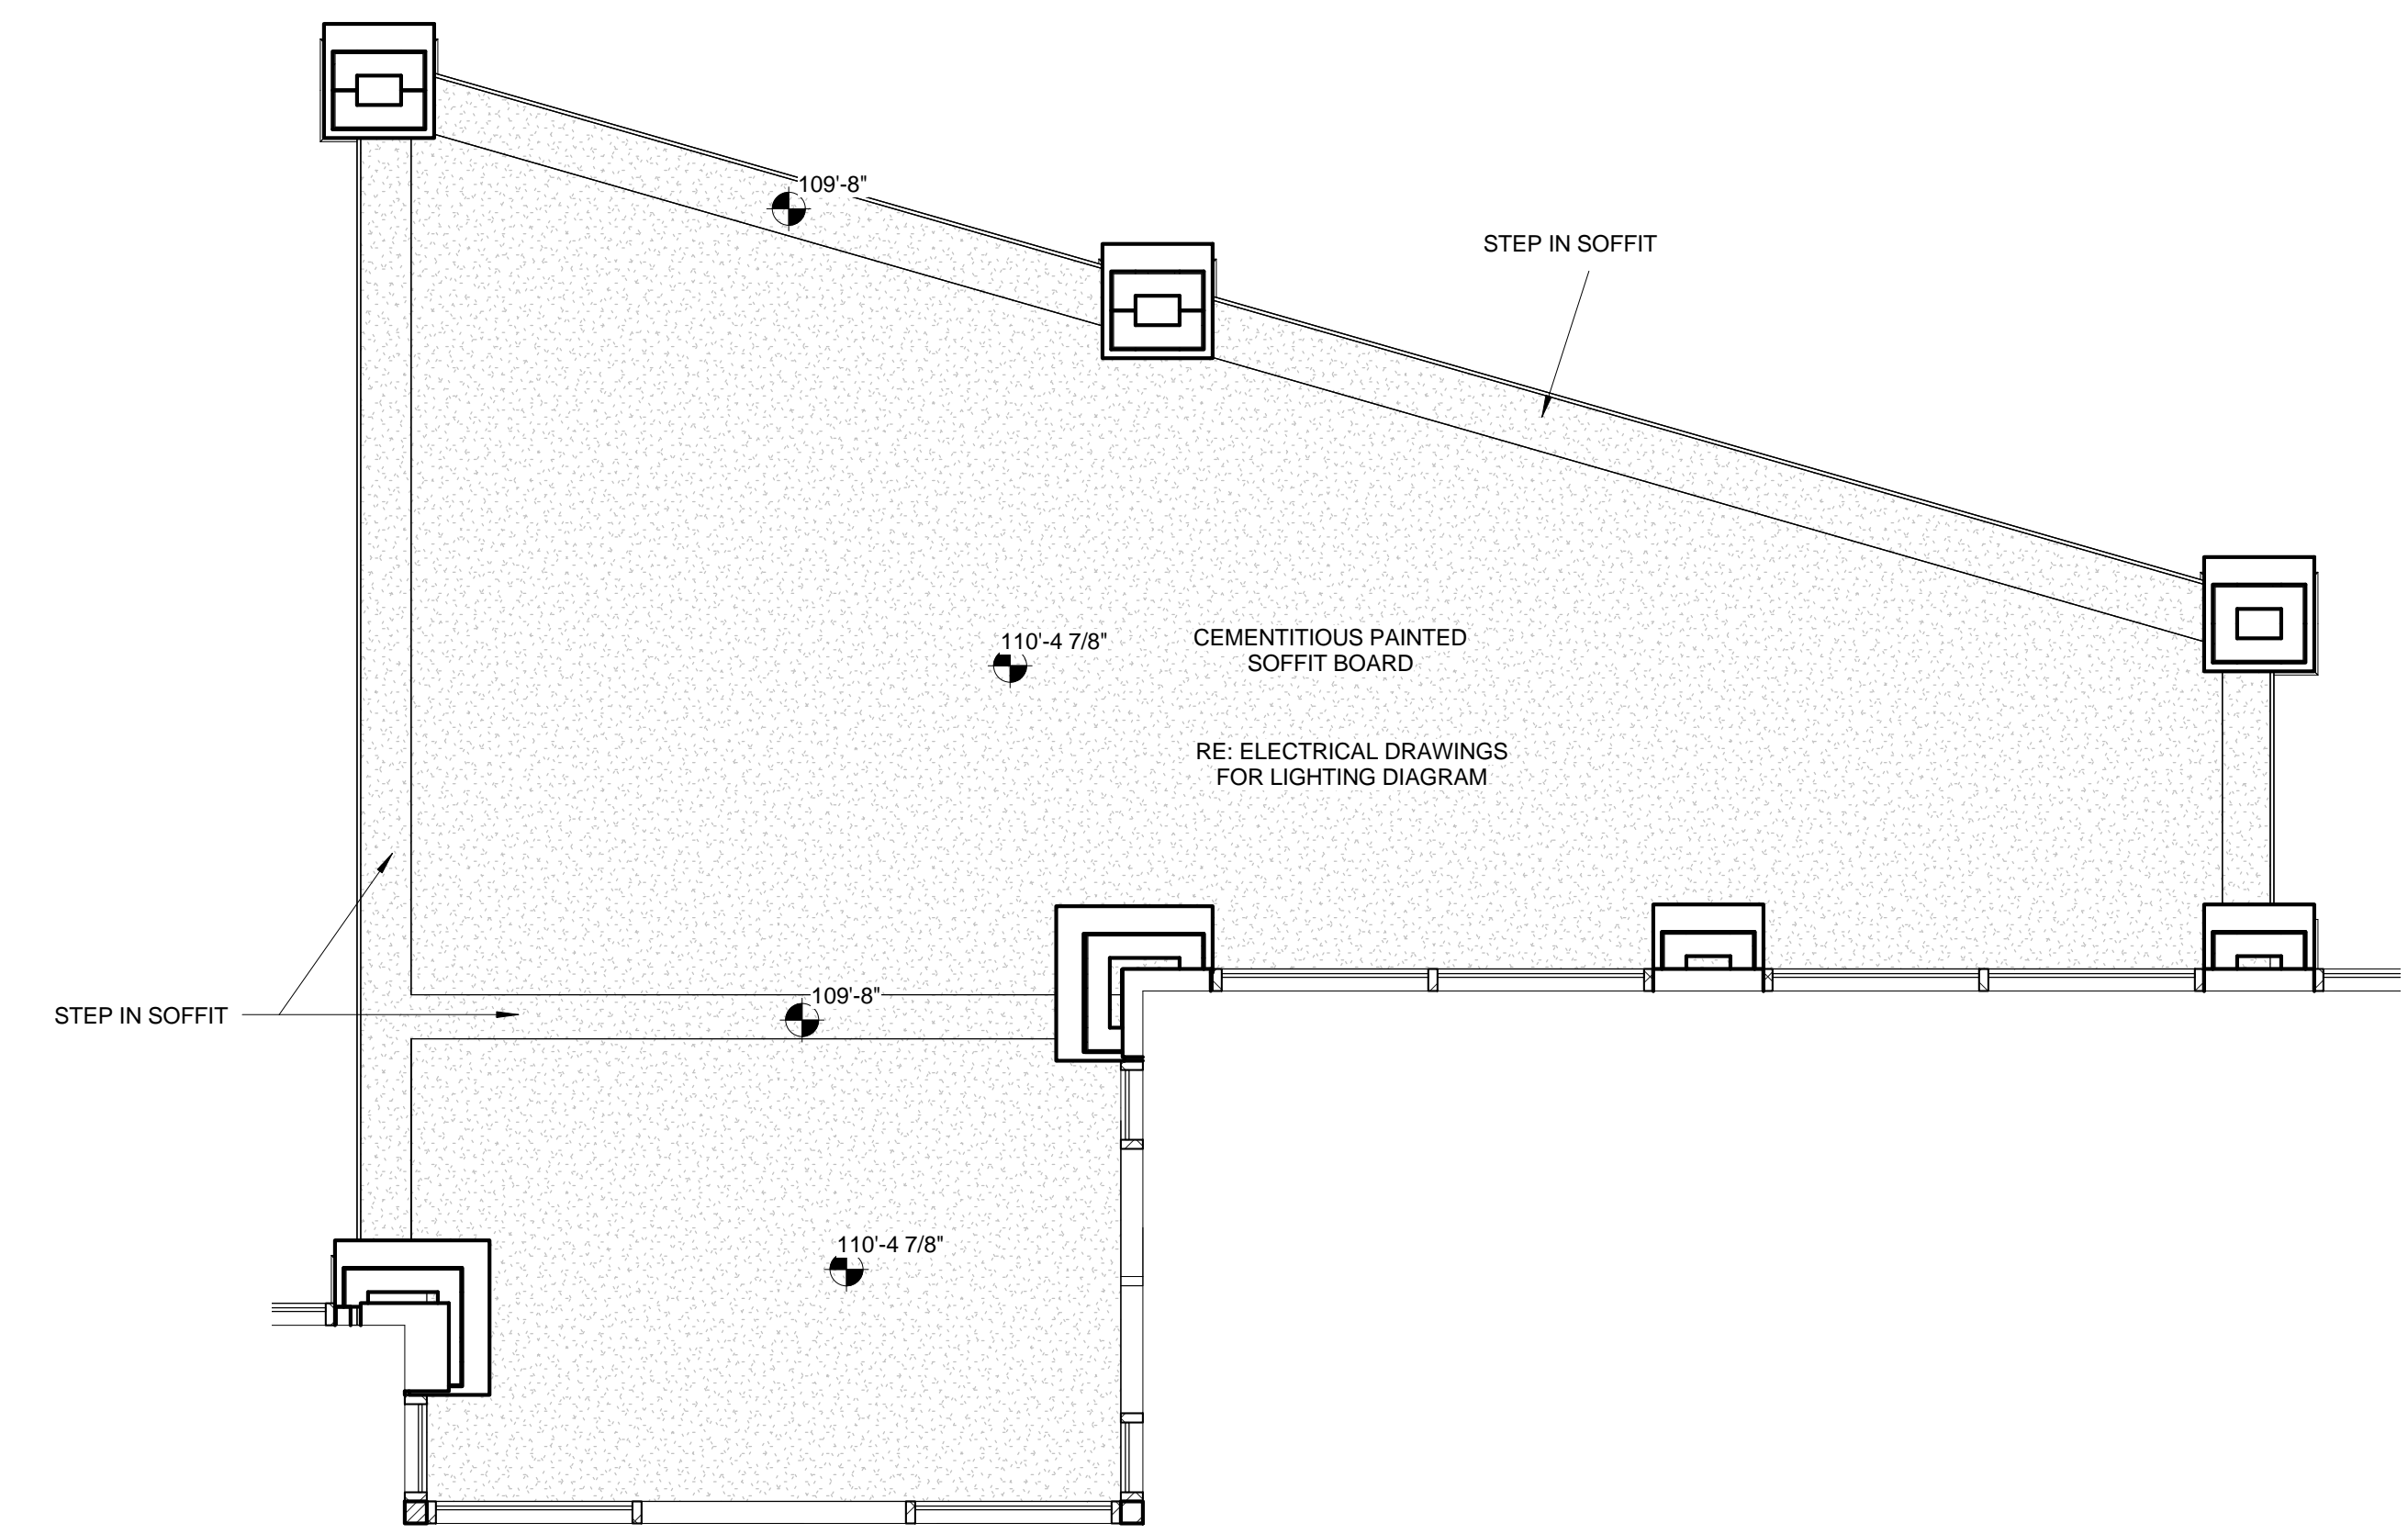 109'-8"
STEP IN SOFFIT
110'-4 7/8"
CEMENTITIOUS PAINTED
SOFFIT BOARD
RE: ELECTRICAL DRAWINGS
FOR LIGHTING DIAGRAM
109'-8"
STEP IN SOFFIT
110'-4 7/8"